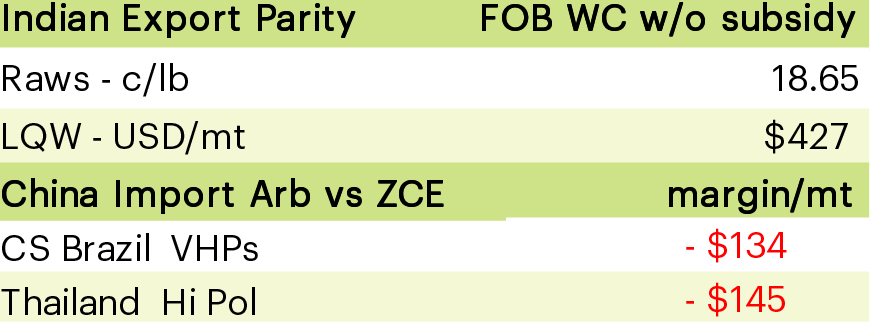 Indian Export Parity FOB WC w/o subsidy
Raws - c/lb 18.65
LQW - USD/mt $427
China Import Arb vs ZCE margin/mt
CS Brazil VHPs - $134
Thailand Hi Pol - $145